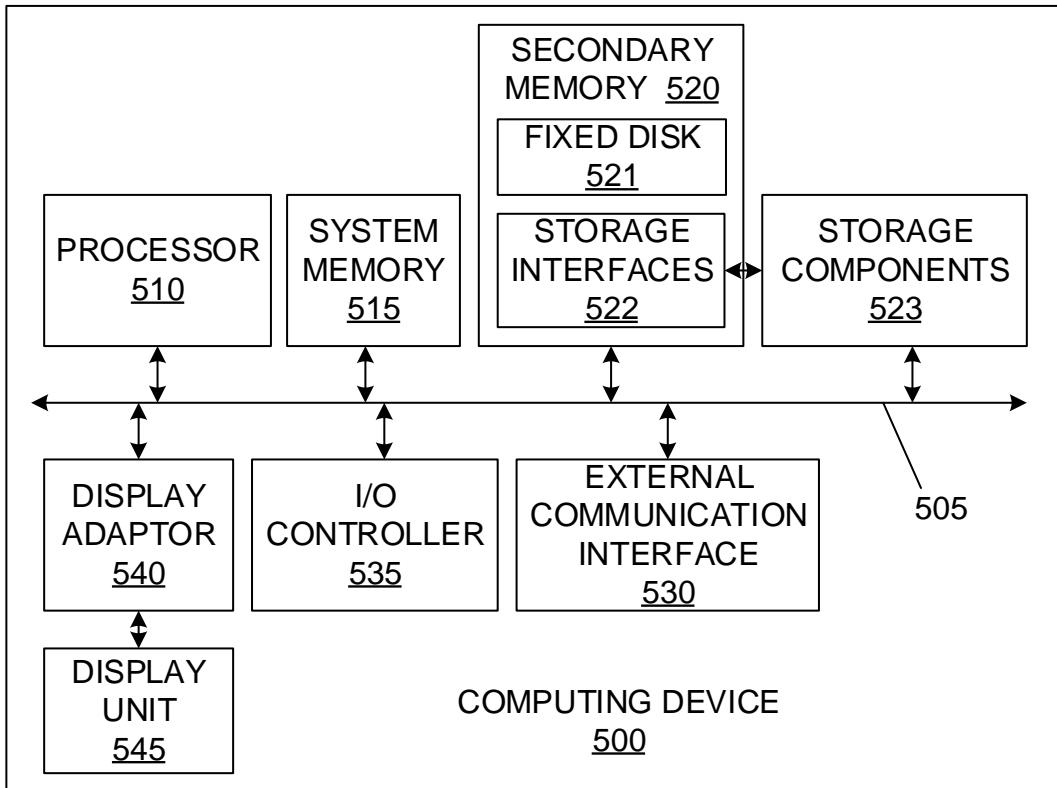 SECONDARY
MEMORY 520
FIXED DISK
521
STORAGE
INTERFACES
522
PROCESSOR
510
SYSTEM
MEMORY
515
STORAGE
COMPONENTS
523
DISPLAY
ADAPTOR
540
I/O
CONTROLLER
535
EXTERNAL
COMMUNICATION
INTERFACE
530
505
DISPLAY
UNIT
545
COMPUTING DEVICE
500